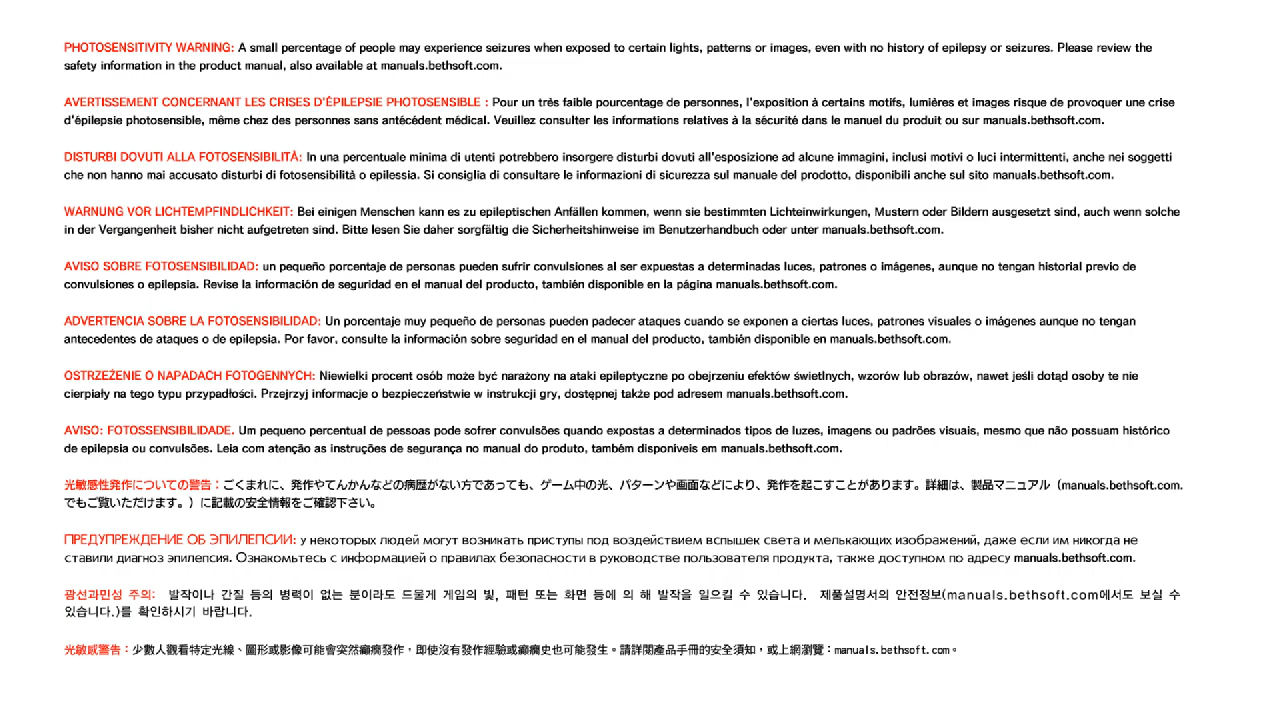 PHOTOSENSITIVITY WARNING: A small percentage of people may experience seizures when exposed to certain lights, patterns or images, even with no history of epilepsy or seizures. Please review the
safety information in the product manual, also available at manuals.bethsoft.com.
AVERTISSEMENT CONCERNANT LES CRISES D'ÉPILEPSIE PHOTOSENSIBLE : Pour un très faible pourcentage de personnes, l'exposition à certains motifs, lumières et images risque de provoquer une crise
d'épilepsie photosensible, même chez des personnes sans antécédent médical. Veuillez consulter les informations relatives à la sécurité dans le manuel du produit ou sur manuals.bethsoft.com.
DISTURBI DOVUTI ALLA FOTOSENSIBILITÀ: In una percentuale minima di utenti potrebbero insorgere disturbi dovuti all'esposizione ad alcune immagini, inclusi motivi o luci intermittenti, anche nei soggetti
che non hanno mai accusato disturbi di fotosensibilità o epilessia. Si consiglia di consultare le informazioni di sicurezza sul manuale del prodotto, disponibili anche sul sito manuals.bethsoft.com.
WARNUNG VOR LICHTEMPFINDLICHKEIT: Bei einigen Menschen kann es zu epileptischen Anfällen kommen, wenn sie bestimmten Lichteinwirkungen, Mustern oder Bildern ausgesetzt sind, auch wenn solche
in der Vergangenheit bisher nicht aufgetreten sind. Bitte lesen Sie daher sorgfältig die Sicherheitshinweise im Benutzerhandbuch oder unter manuals.bethsoft.com.
AVISO SOBRE FOTOSENSIBILIDAD: un pequeño porcentaje de personas pueden sufrir convulsiones al ser expuestas a determinadas luces, patrones o imágenes, aunque no tengan historial previo de
convulsiones o epilepsia. Revise la información de seguridad en el manual del producto, también disponible en la página manuals.bethsoft.com.
ADVERTENCIA SOBRE LA FOTOSENSIBILIDAD: Un porcentaje muy pequeño de personas pueden padecer ataques cuando se exponen a ciertas luces, patrones visuales o imágenes aunque no tengan
antecedentes de ataques o de epilepsia. Por favor, consulte la información sobre seguridad en el manual del producto, también disponible en manuals.bethsoft.com.
OSTRZEŻENIE O NAPADACH FOTOGENNYCH: Niewielki procent osób może być narażony na ataki epileptyczne po obejrzeniu efektów świetlnych, wzorów lub obrazów, nawet jeśli dotąd osoby te nie
cierpiały na tego typu przypadłości. Przejrzyj informacje o bezpieczeństwie w instrukcji gry, dostępnej także pod adresem manuals.bethsoft.com.
AVISO: FOTOSSENSIBILIDADE. Um pequeno percentual de pessoas pode sofrer convulsões quando expostas a determinados tipos de luzes, imagens ou padrões visuais, mesmo que não possuam histórico
de epilepsia ou convulsões. Leia com atenção as instruções de segurança no manual do produto, também disponíveis em manuals.bethsoft.com.
光敏感性発作についての警告：ごくまれに、発作やてんかんなどの病歴がない方であっても、ゲーム中の光、パターンや画面などにより、発作を起こすことがあります。詳細は、製品マニュアル（manuals.bethsoft.com.
でもご覧いただけます。）に記載の安全情報をご確認下さい。
ПРЕДУПРЕЖДЕНИЕ ОБ ЭПИЛЕПСИИ: у некоторых людей могут возникать приступы под воздействием вспышек света и мелькающих изображений, даже если им никогда не
ставили диагноз эпилепсия. Ознакомьтесь с информацией о правилах безопасности в руководстве пользователя продукта, также доступном по адресу manuals.bethsoft.com.
광선과민성 주의: 발작이나 간질 등의 병력이 없는 분이라도 드물게 게임의 빛, 패턴 또는 화면 등에 의 해 발작을 일으킬 수 있습니다. 제품설명서의 안전정보(manuals.bethsoft.com에서도 보실 수
있습니다.)를 확인하시기 바랍니다.
光敏感警告：少數人觀看特定光線、圖形或影像可能會突然癲癇發作，即使沒有發作經驗或癲癇史也可能發生。請詳閱產品手冊的安全須知，或上網瀏覽：manuals.bethsoft.com。